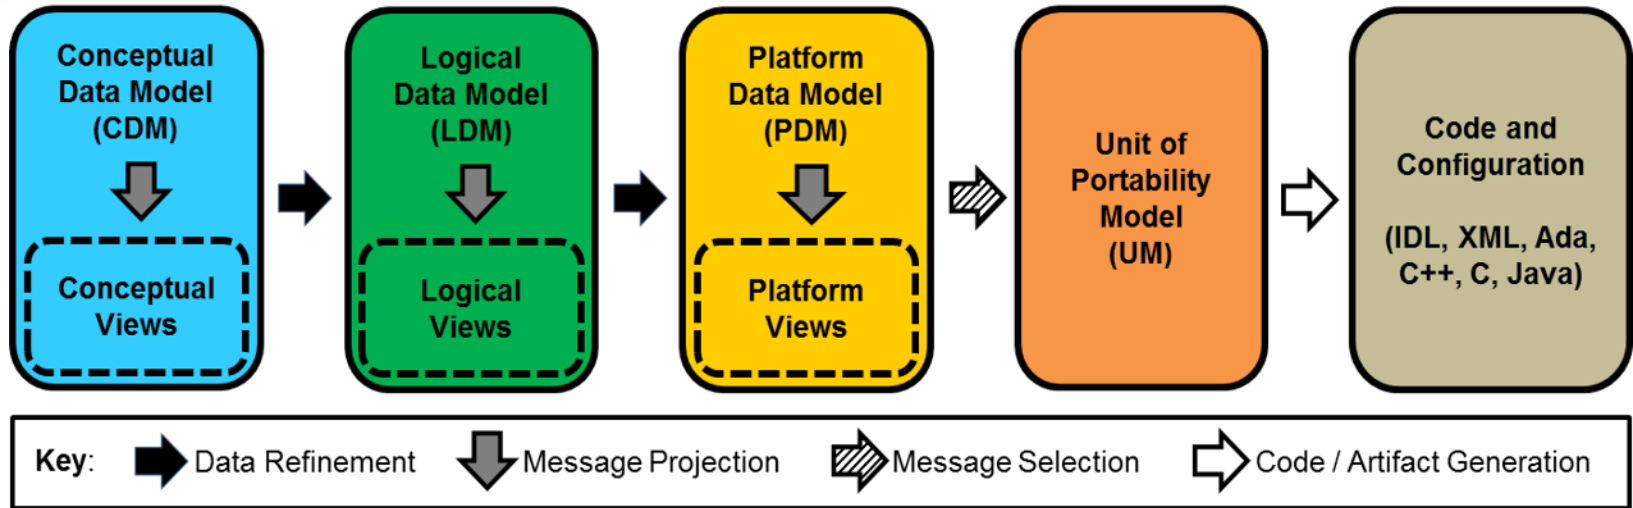 Conceptual
Data Model
(CDM)
Conceptual
Views
Logical
Data Model
(LDM)
Logical
Views
Platform
Data Model
(PDM)
Platform
Views
Unit of
Portability
Model
(UM)
Code and
Configuration
(IDL, XML, Ada,
C++, C, Java)
Key: Data Refinement Message Projection Message Selection Code / Artifact Generation